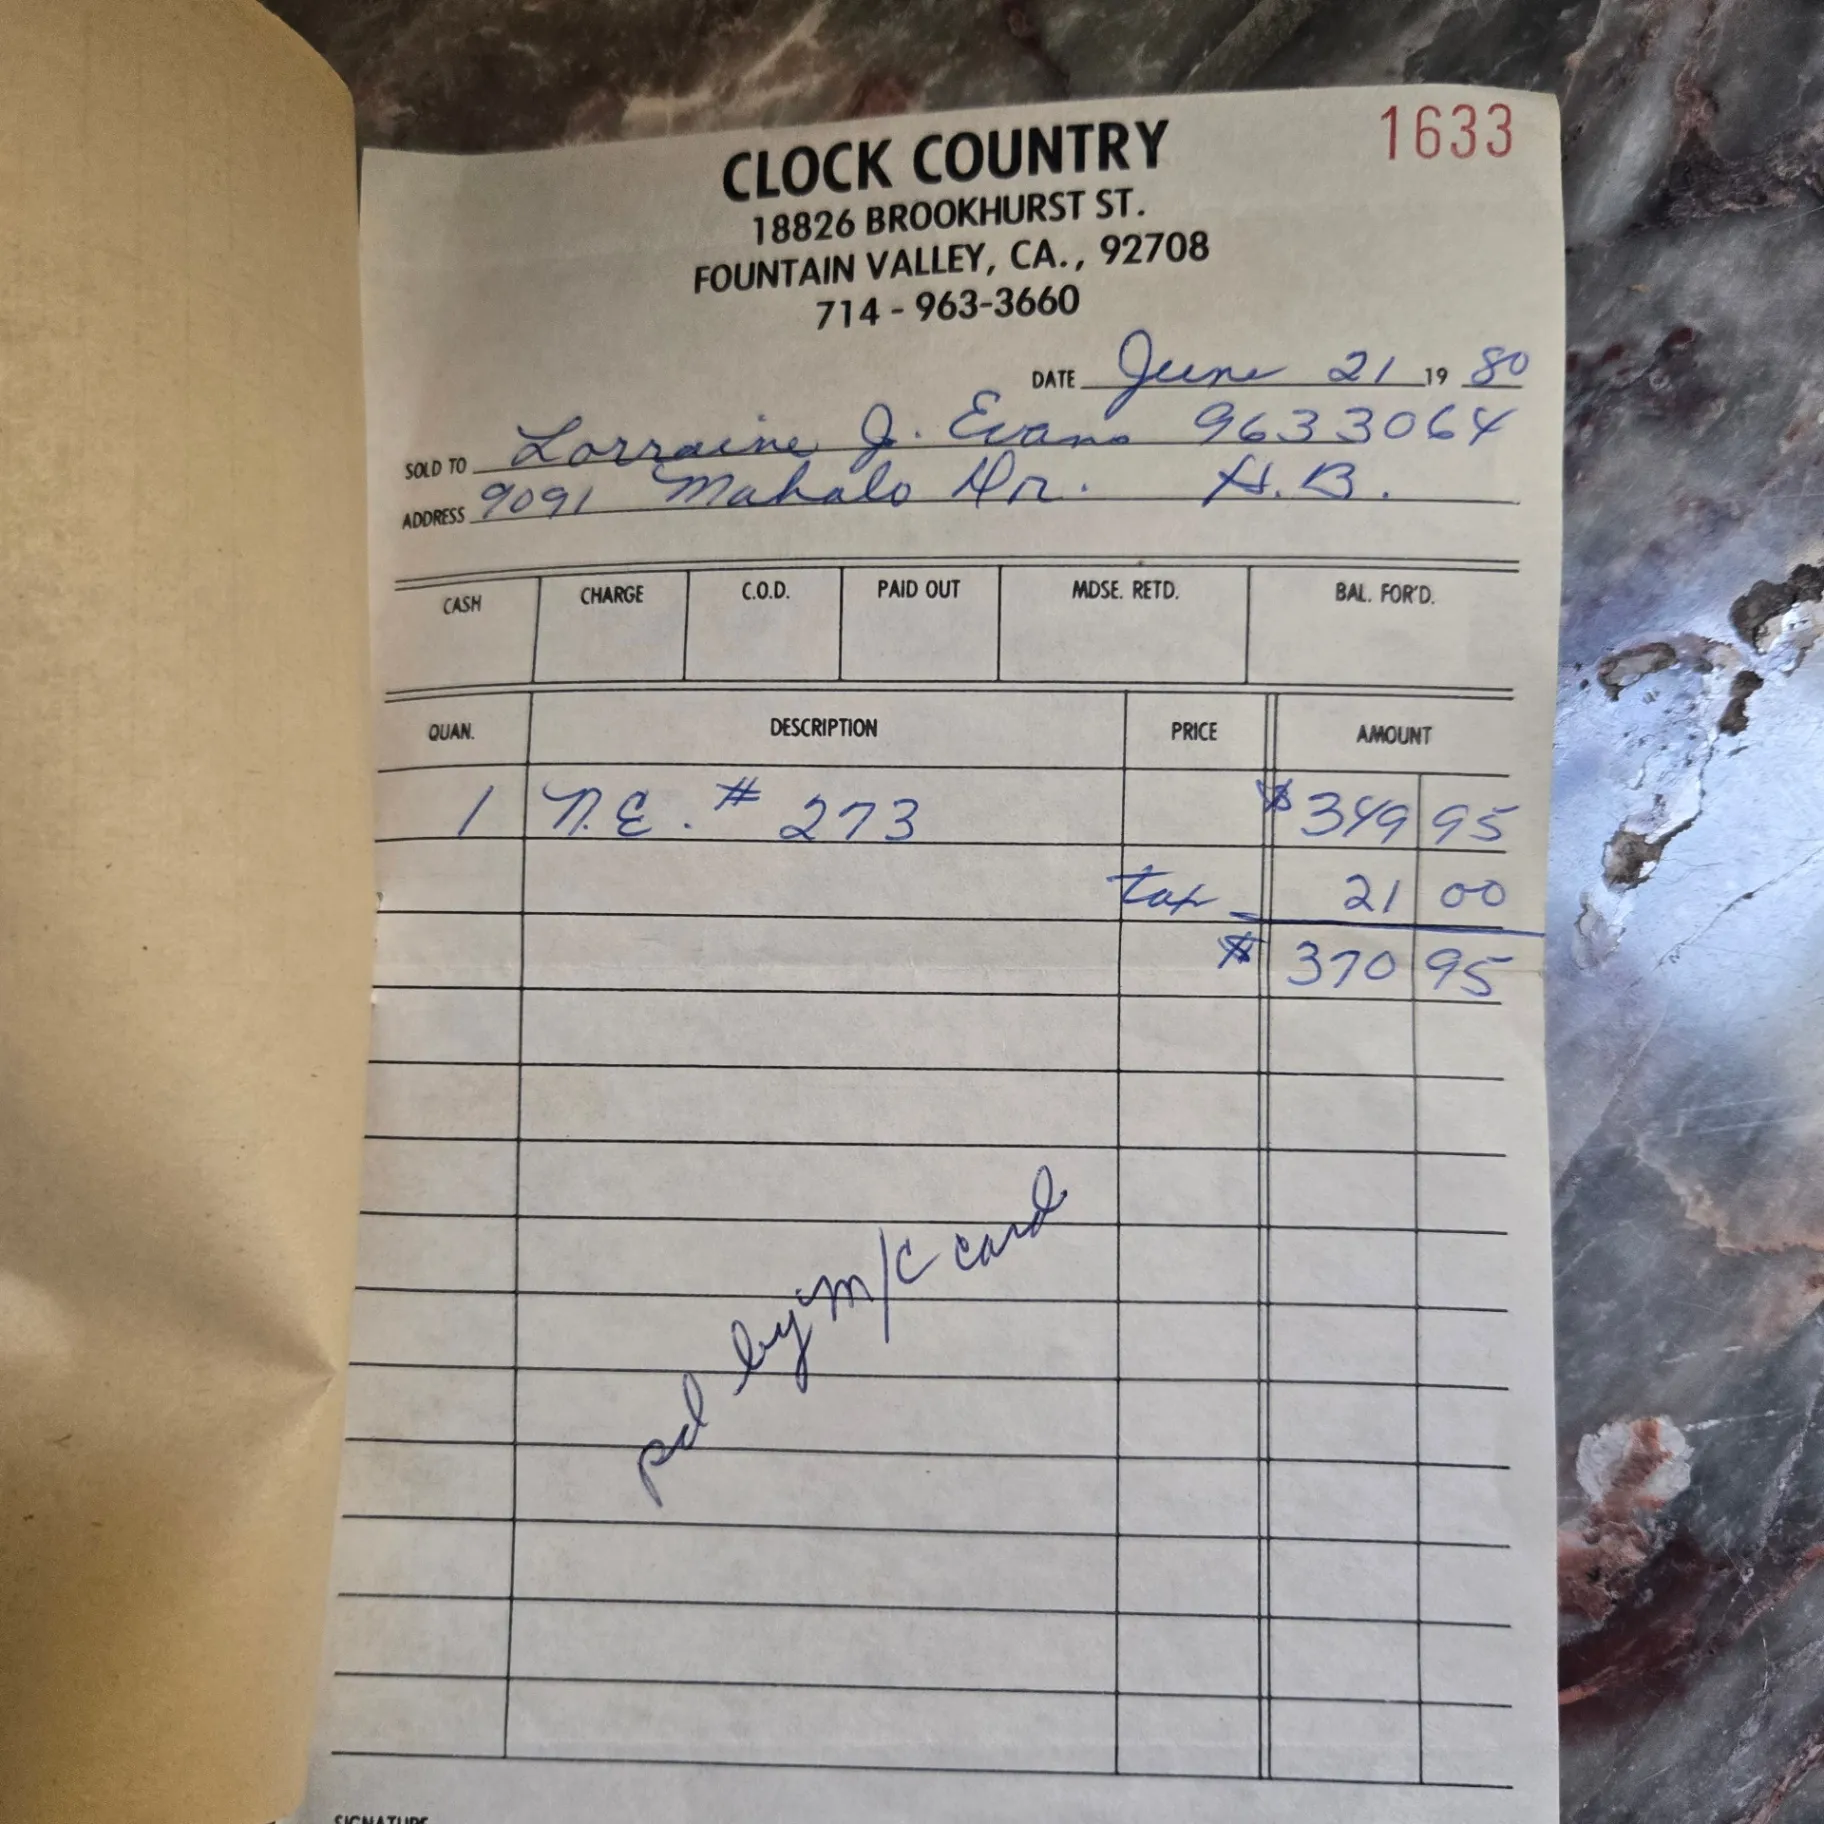 1633
CLOCK COUNTRY
18826 BROOKHURST ST.
FOUNTAIN VALLEY, CA., 92708
714 - 963-3660
DATE June 21 19 80
SOLD TO Lorraine J. Evans 9633064
ADDRESS 9091 Mahalo Dr. H.B.
CASH CHARGE C.O.D. PAID OUT MDSE. RETD. BAL. FOR'D.
QUAN. DESCRIPTION PRICE AMOUNT
1 N.E. # 273 $349 95
tax 21 00
$ 370 95
pd by m/c card
SIGNATURE